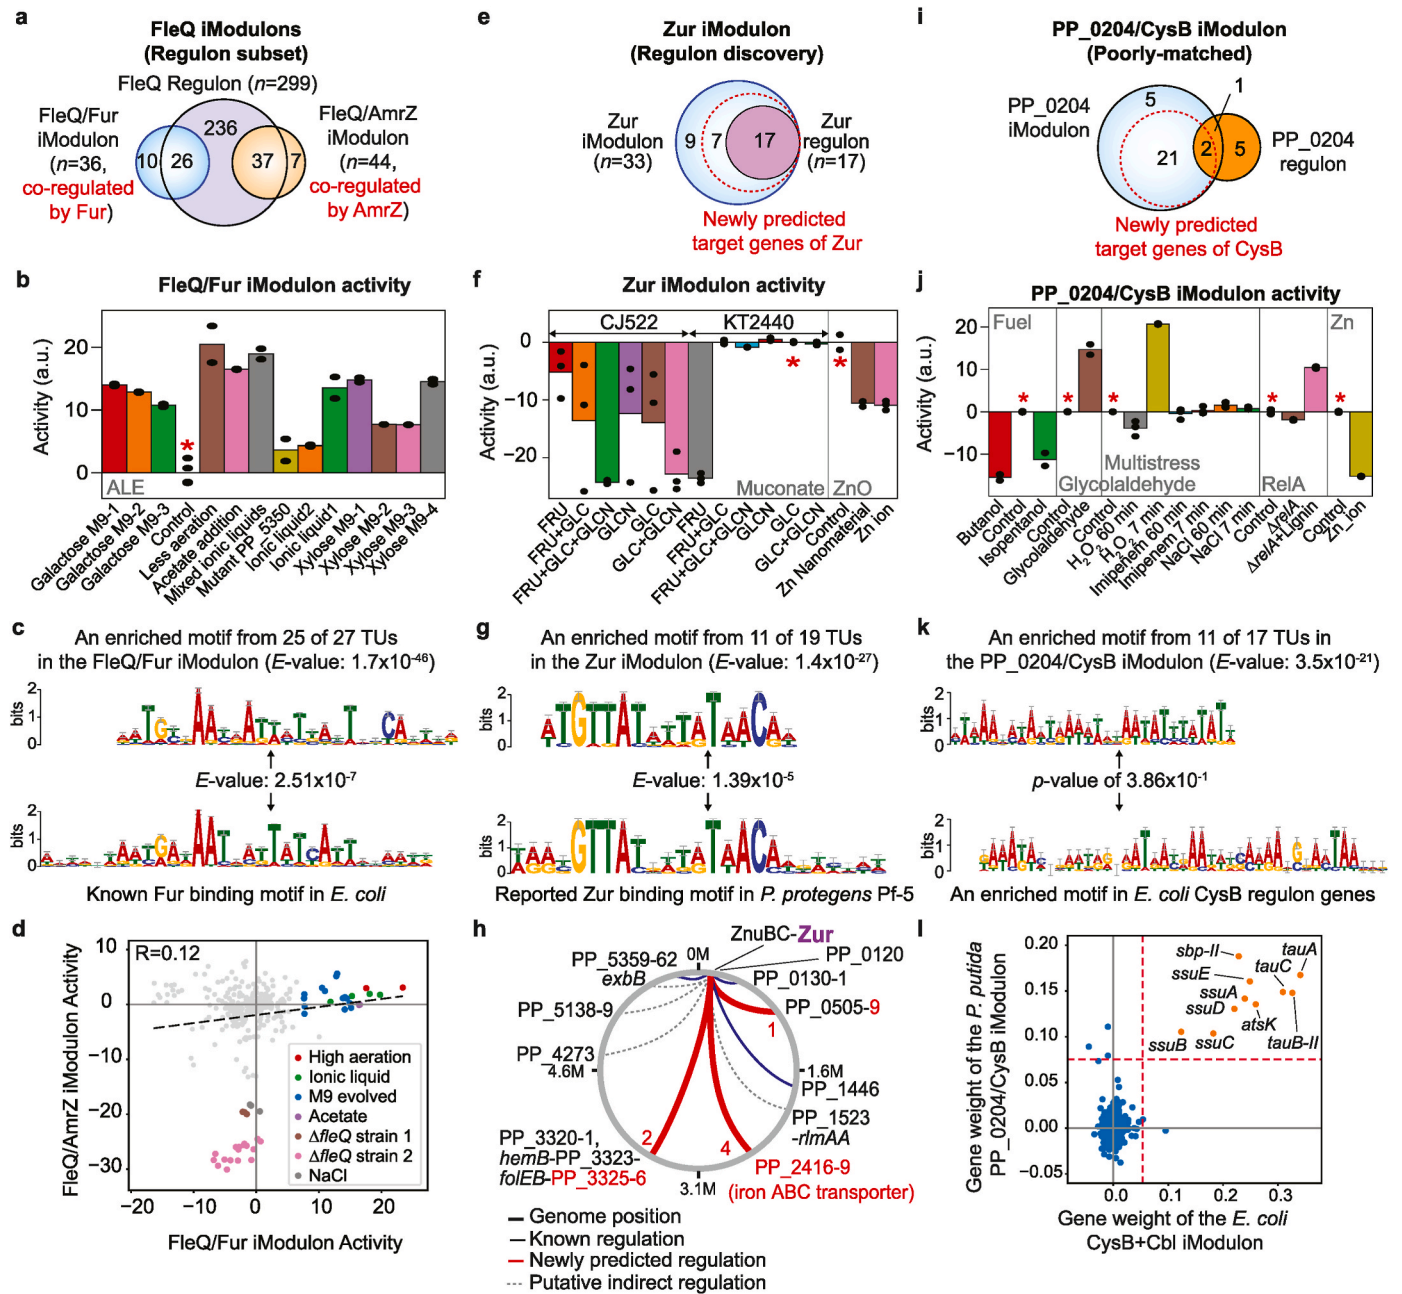 a
FleQ iModulons
(Regulon subset)
FleQ Regulon (n=299)
FleQ/Fur
iModulon
(n=36,
co-regulated
by Fur)
236
10
26
37
7
FleQ/AmrZ
iModulon
(n=44,
co-regulated
by AmrZ)
e
Zur iModulon
(Regulon discovery)
Zur
iModulon
(n=33)
9
7
17
Zur
regulon
(n=17)
Newly predicted
target genes of Zur
i
PP_0204/CysB iModulon
(Poorly-matched)
PP_0204
iModulon
5
1
21
2
5
PP_0204
regulon
Newly predicted
target genes of CysB
b
FleQ/Fur iModulon activity
Activity (a.u.)
20
10
0
*
ALE
Galactose M9-1
Galactose M9-2
Galactose M9-3
Control
Less aeration
Acetate addition
Mixed ionic liquids
Mutant PP_5350
Ionic liquid2
Ionic liquid1
Xylose M9-1
Xylose M9-2
Xylose M9-3
Xylose M9-4
f
Zur iModulon activity
Activity (a.u.)
0
−10
−20
CJ522
KT2440
*
*
Muconate
ZnO
FRU
FRU+GLC
FRU+GLC+GLCN
GLCN
GLC
GLC+GLCN
FRU
FRU+GLC
FRU+GLC+GLCN
GLCN
GLC
GLC+GLCN
Control
Zn Nanomaterial
Zn ion
j
PP_0204/CysB iModulon activity
Activity (a.u.)
20
10
0
−10
Fuel
Zn
*
*
*
*
*
Multistress
Glycolaldehyde
RelA
Butanol
Control
Isopentanol
Control
Glycolaldehyde
Control
H2O2 60 min
H2O2 7 min
Imipenem 60 min
Imipenem 7 min
NaCl 60 min
NaCl 7 min
Control
ΔrelA
ΔrelA+Lignin
Control
Zn_ion
c
An enriched motif from 25 of 27 TUs
in the FleQ/Fur iModulon (E-value: 1.7x10-46)
bits
2
1
0
E-value: 2.51x10-7
bits
2
1
0
Known Fur binding motif in E. coli
g
An enriched motif from 11 of 19 TUs
in the Zur iModulon (E-value: 1.4x10-27)
bits
2
1
0
E-value: 1.39x10-5
bits
2
1
0
Reported Zur binding motif in P. protegens Pf-5
k
An enriched motif from 11 of 17 TUs in
the PP_0204/CysB iModulon (E-value: 3.5x10-21)
bits
2
1
0
p-value of 3.86x10-1
bits
2
1
0
An enriched motif in E. coli CysB regulon genes
d
R=0.12
FleQ/AmrZ iModulon Activity
10
0
−10
−20
−30
−20
−10
0
10
20
FleQ/Fur iModulon Activity
High aeration
Ionic liquid
M9 evolved
Acetate
ΔfleQ strain 1
ΔfleQ strain 2
NaCl
h
0M
ZnuBC-Zur
PP_5359-62
exbB
PP_0120
PP_0130-1
PP_5138-9
PP_0505-9
1
PP_4273
4.6M
1.6M
PP_1446
PP_1523
-rlmAA
PP_3320-1,
hemB-PP_3323-
folEB-PP_3325-6
2
4
3.1M
PP_2416-9
(iron ABC transporter)
Genome position
Known regulation
Newly predicted regulation
Putative indirect regulation
l
Gene weight of the P. putida
PP_0204/CysB iModulon
0.20
0.15
0.10
0.05
0.00
−0.05
0.0
0.1
0.2
0.3
sbp-II
tauA
tauC
ssuE
ssuA
ssuD
atsK
tauB-II
ssuB
ssuC
Gene weight of the E. coli
CysB+Cbl iModulon